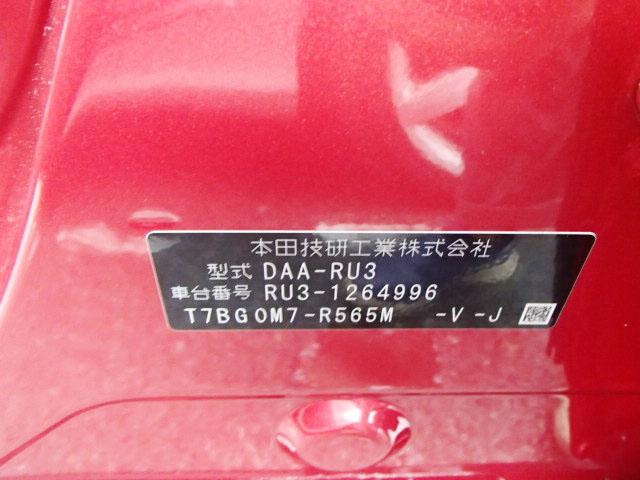 本田技研工業株式会社
型式 DAA-RU3
車台番号 RU3-1264996
T7BG0M7-R565M -V -J